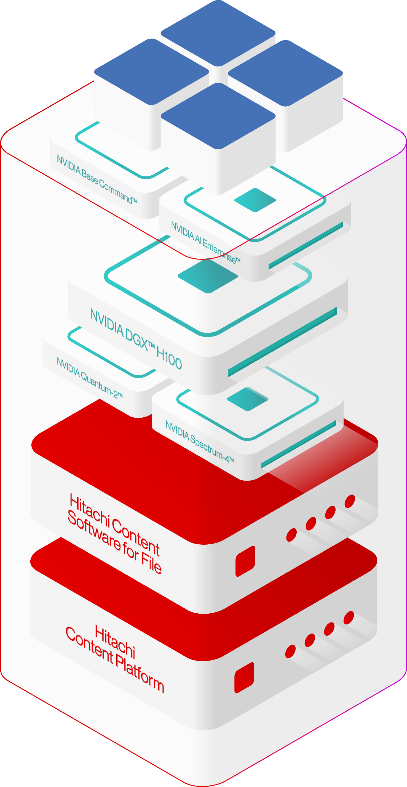 NVIDIA Base Command™
NVIDIA AI Enterprise™
NVIDIA DGX™ H100
NVIDIA Quantum-2™
NVIDIA Spectrum-4™
Hitachi Content
Software for File
Hitachi
Content Platform